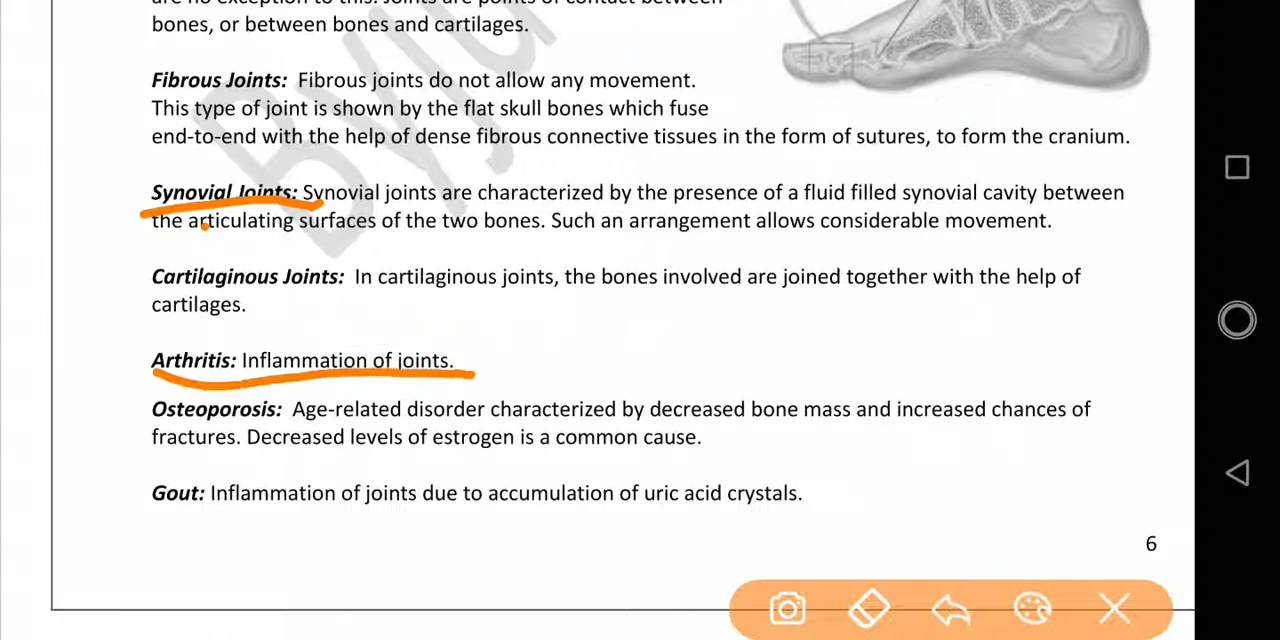 bones, or between bones and cartilages.
Fibrous Joints: Fibrous joints do not allow any movement.
This type of joint is shown by the flat skull bones which fuse
end-to-end with the help of dense fibrous connective tissues in the form of sutures, to form the cranium.
Synovial Joints: Synovial joints are characterized by the presence of a fluid filled synovial cavity between
the articulating surfaces of the two bones. Such an arrangement allows considerable movement.
Cartilaginous Joints: In cartilaginous joints, the bones involved are joined together with the help of
cartilages.
Arthritis: Inflammation of joints.
Osteoporosis: Age-related disorder characterized by decreased bone mass and increased chances of
fractures. Decreased levels of estrogen is a common cause.
Gout: Inflammation of joints due to accumulation of uric acid crystals.
6